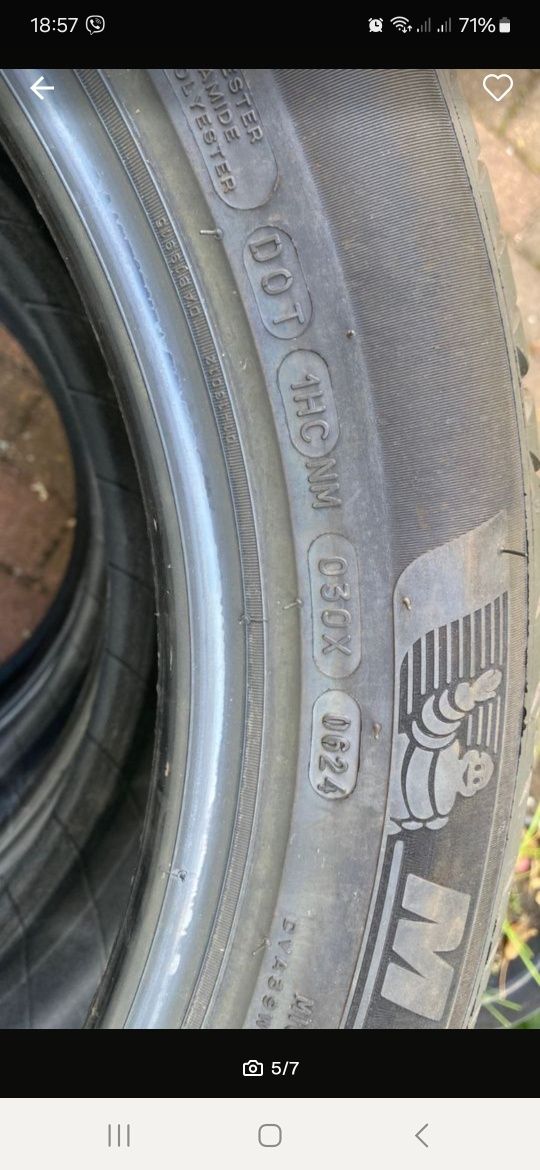 18:57
71%
ESTER
AMIDE
OLYESTER
DOT
1HC NM 030X
0624
M
5/7